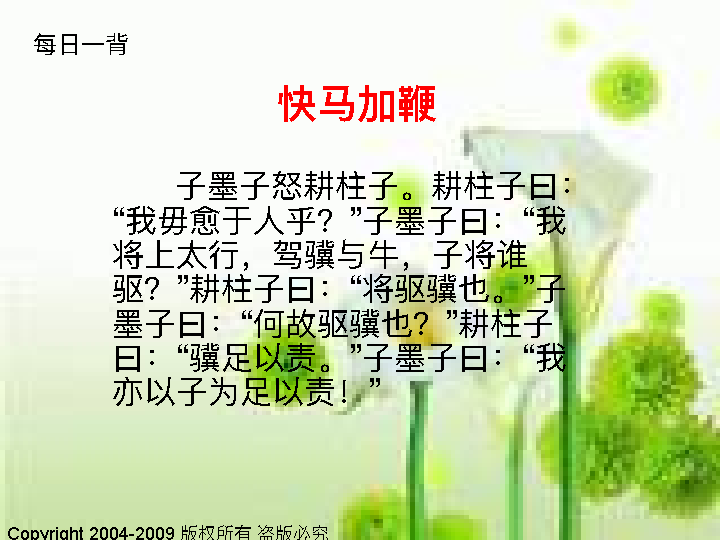 每日一背
快马加鞭
子墨子怒耕柱子。耕柱子曰：
“我毋愈于人乎？”子墨子曰：“我
将上太行，驾骥与牛，子将谁
驱？”耕柱子曰：“将驱骥也。”子
墨子曰：“何故驱骥也？”耕柱子
曰：“骥足以责。”子墨子曰：“我
亦以子为足以责！”
Copyright 2004-2009 版权所有 盗版必究